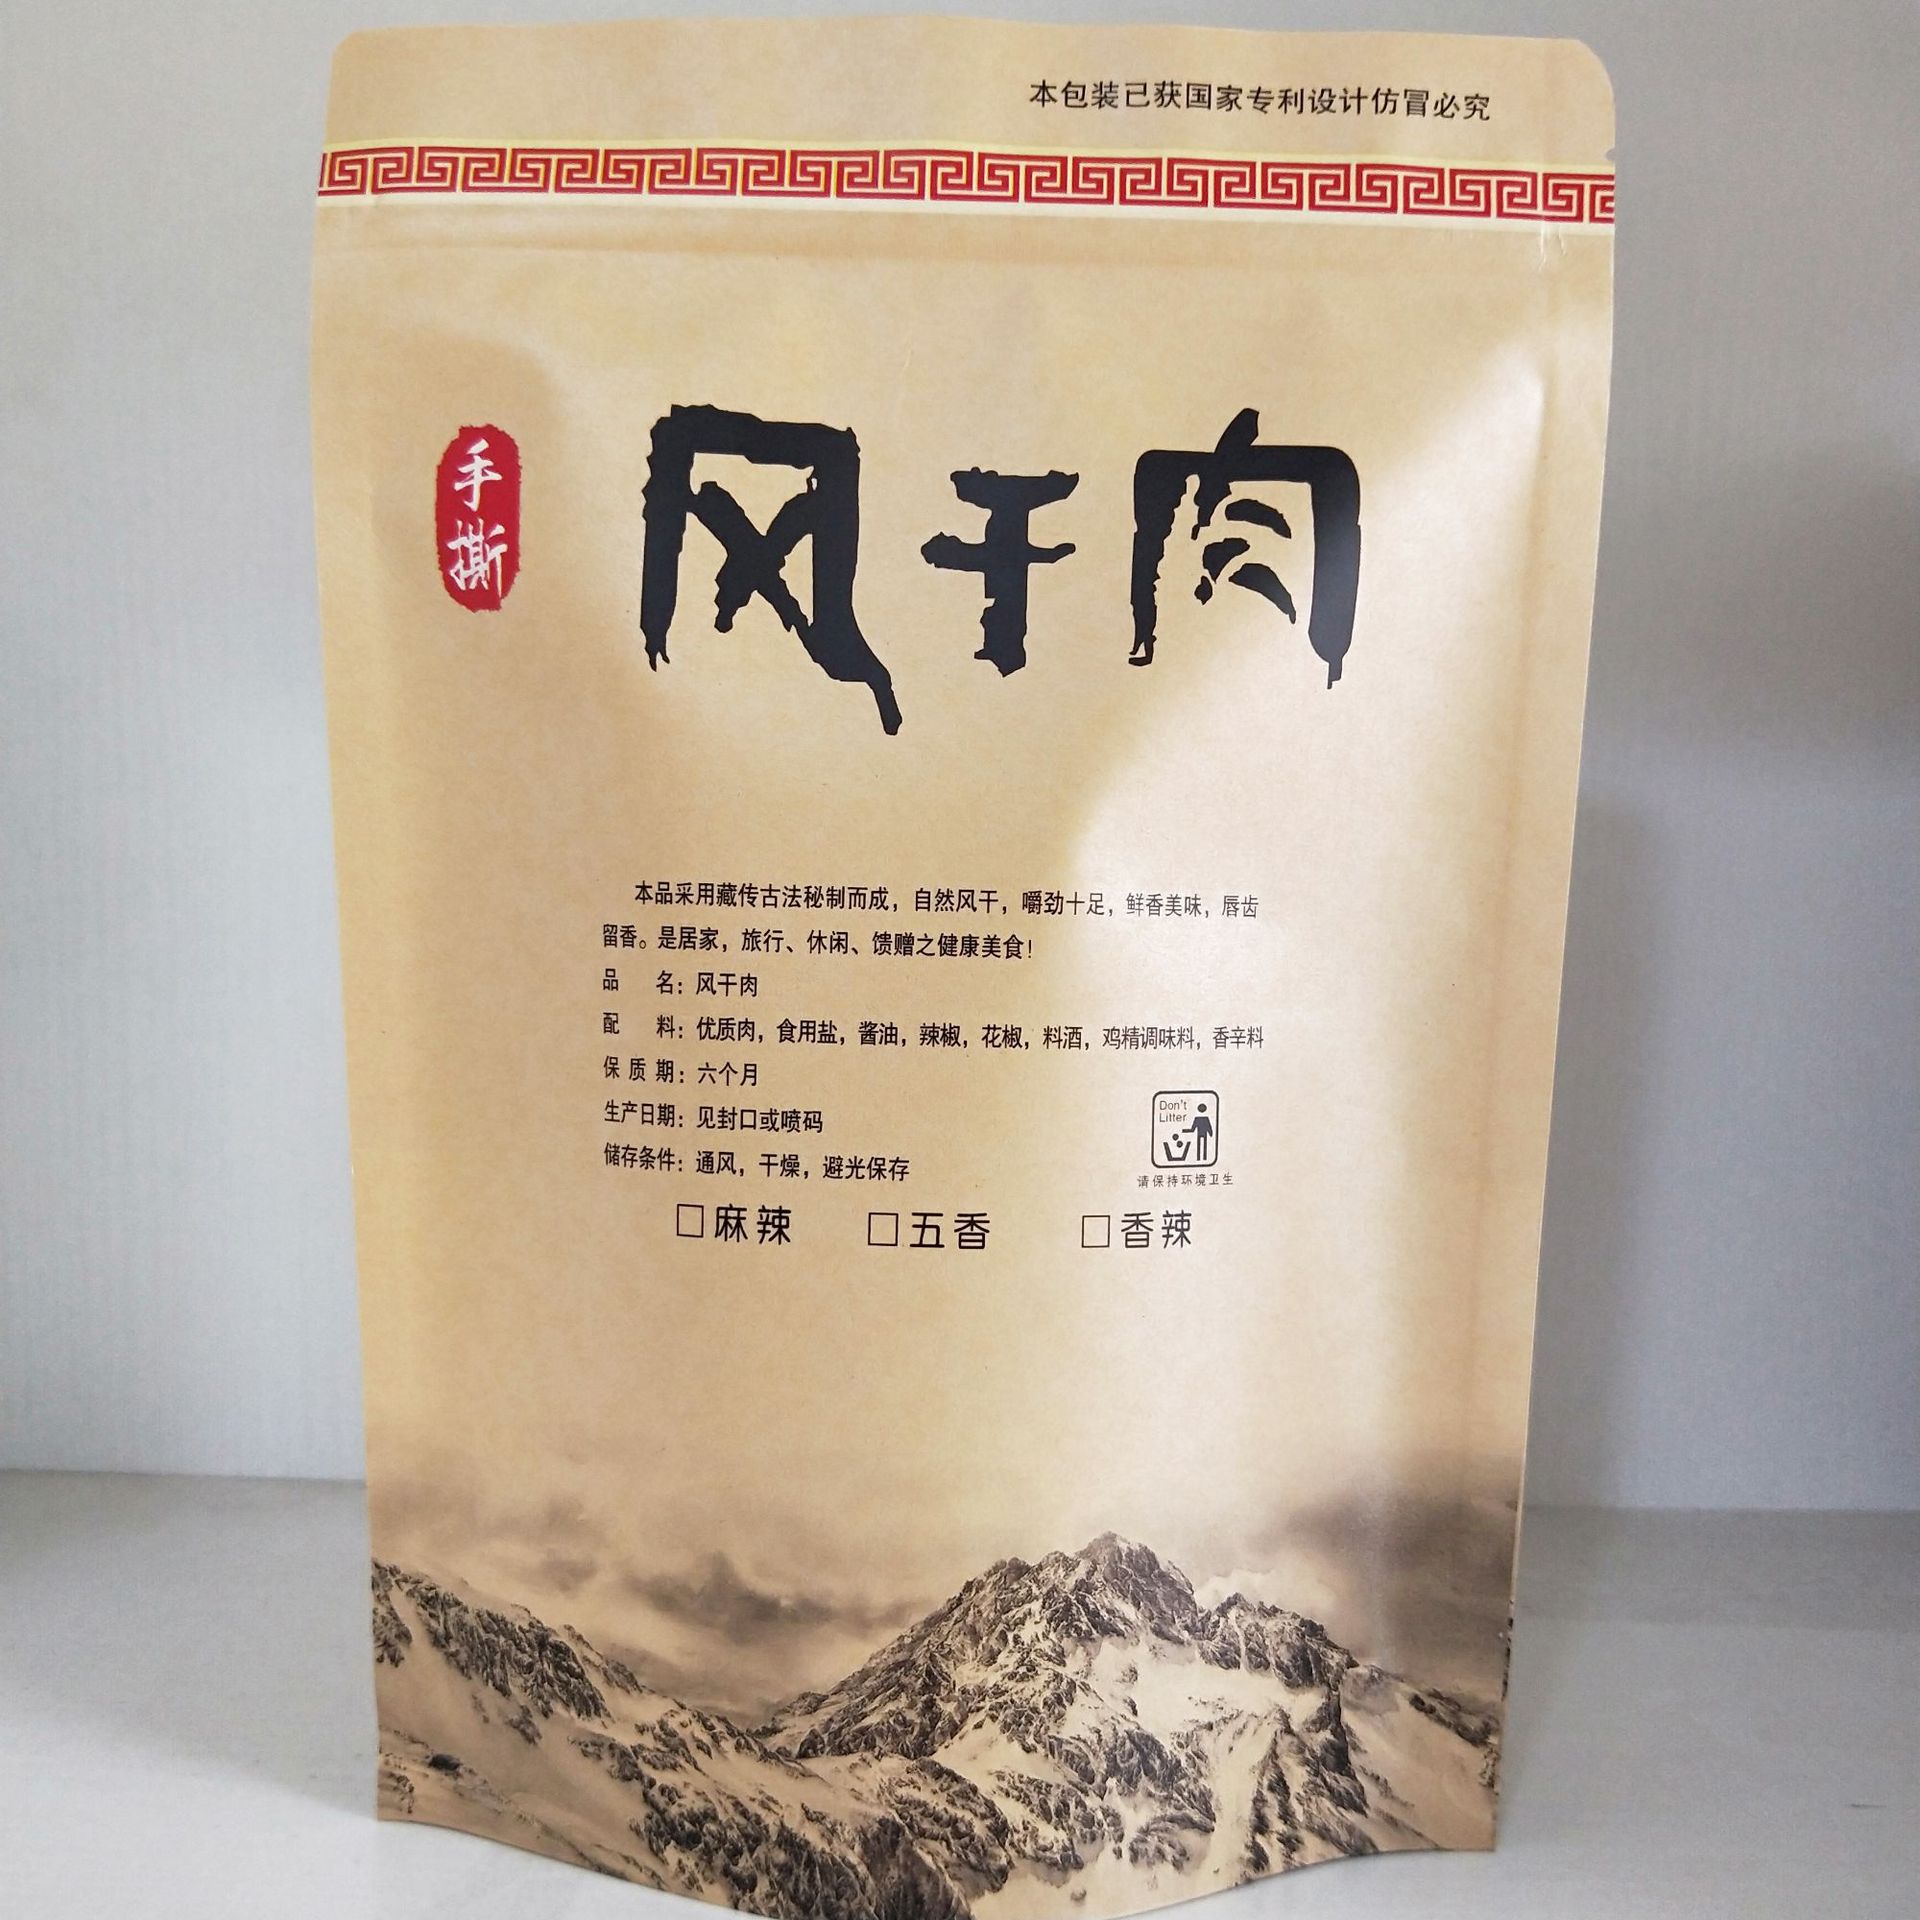 本包装已获国家专利设计仿冒必究
手撕
风干肉
本品采用藏传古法秘制而成，自然风干，嚼劲十足，鲜香美味，唇齿
留香。是居家，旅行、休闲、馈赠之健康美食！
品 名：风干肉
配 料：优质肉，食用盐，酱油，辣椒，花椒，料酒，鸡精调味料，香辛料
保质期：六个月
生产日期：见封口或喷码
储存条件：通风，干燥，避光保存
Don't
Litter
请保持环境卫生
□麻辣 □五香 □香辣